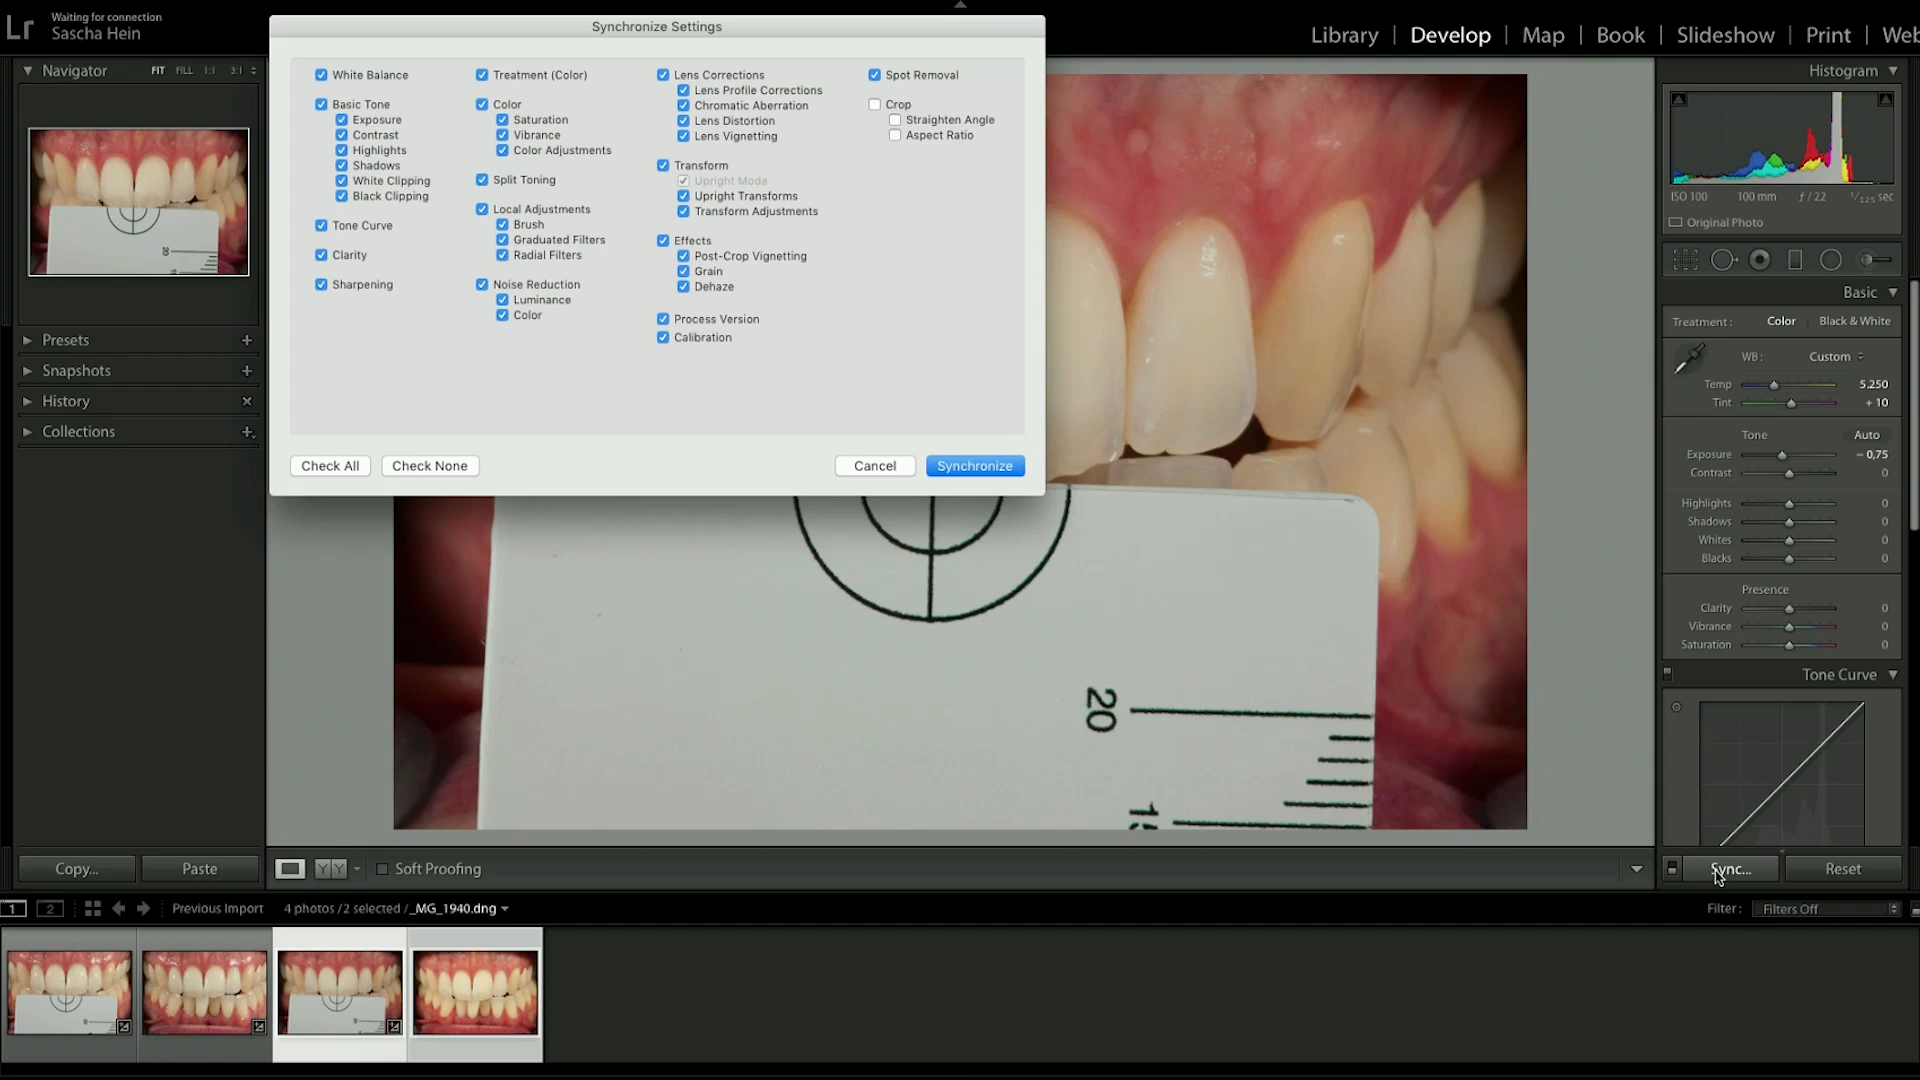 Lr
Waiting for connection
Sascha Hein
Library | Develop | Map | Book | Slideshow | Print | Web
Synchronize Settings
White Balance
Basic Tone
Exposure
Contrast
Highlights
Shadows
White Clipping
Black Clipping
Tone Curve
Clarity
Sharpening
Treatment (Color)
Color
Saturation
Vibrance
Color Adjustments
Split Toning
Local Adjustments
Brush
Graduated Filters
Radial Filters
Noise Reduction
Luminance
Color
Lens Corrections
Lens Profile Corrections
Chromatic Aberration
Lens Distortion
Lens Vignetting
Transform
Upright Mode
Upright Transforms
Transform Adjustments
Effects
Post-Crop Vignetting
Grain
Dehaze
Process Version
Calibration
Spot Removal
Crop
Straighten Angle
Aspect Ratio
Check All
Check None
Cancel
Synchronize
Navigator
FIT FILL 1:1 3:1
Presets
Snapshots
History
Collections
Copy...
Paste
20
15
Histogram
ISO 100 100 mm ƒ / 22 1/125 sec
Original Photo
Basic
Treatment : Color Black & White
WB : Custom
Temp 5.250
Tint + 10
Tone Auto
Exposure − 0,75
Contrast 0
Highlights 0
Shadows 0
Whites 0
Blacks 0
Presence
Clarity 0
Vibrance 0
Saturation 0
Tone Curve
Sync...
Reset
YY
Soft Proofing
1 2 Previous Import 4 photos /2 selected /_MG_1940.dng
Filter : Filters Off